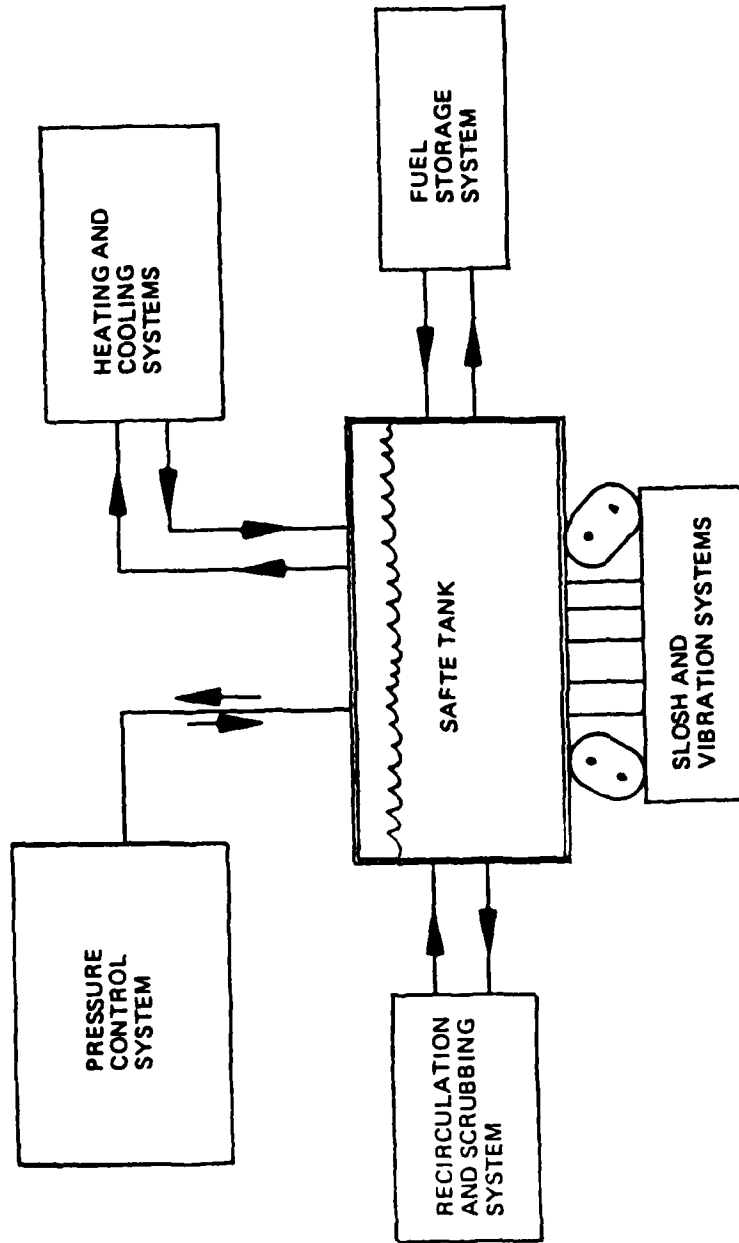 PRESSURE
CONTROL
SYSTEM
HEATING AND
COOLING
SYSTEMS
RECIRCULATION
AND SCRUBBING
SYSTEM
SAFTE TANK
FUEL
STORAGE
SYSTEM
SLOSH AND
VIBRATION SYSTEMS